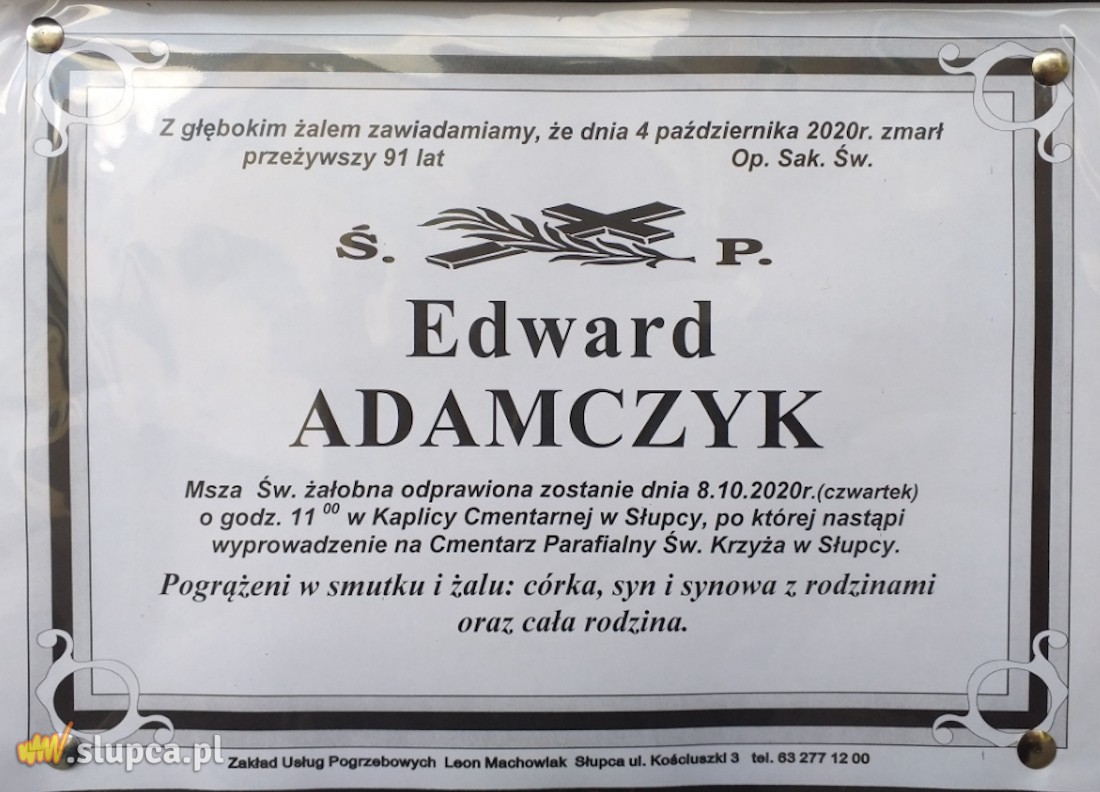 Z głębokim żalem zawiadamiamy, że dnia 4 października 2020r. zmarł
przeżywszy 91 lat Op. Sak. Św.
Ś. P.
Edward
ADAMCZYK
Msza Św. żałobna odprawiona zostanie dnia 8.10.2020r.(czwartek)
o godz. 11 00 w Kaplicy Cmentarnej w Słupcy, po której nastąpi
wyprowadzenie na Cmentarz Parafialny Św. Krzyża w Słupcy.
Pogrążeni w smutku i żalu: córka, syn i synowa z rodzinami
oraz cała rodzina.
www.slupca.pl
Zakład Usług Pogrzebowych Leon Machowiak Słupca ul. Kościuszki 3 tel. 63 277 12 00